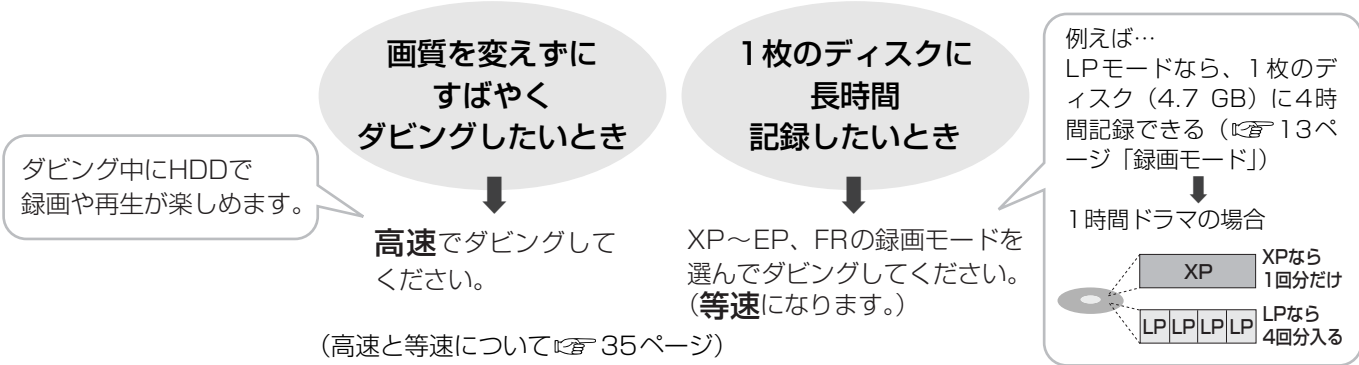 画質を変えずに
すばやく
ダビングしたいとき
ダビング中にHDDで
録画や再生が楽しめます。
高速でダビングして
ください。
1枚のディスクに
長時間
記録したいとき
XP~EP、FRの録画モードを
選んでダビングしてください。
(等速になります。)
(高速と等速について☞35ページ)
例えば…
LPモードなら、1枚のデ
ィスク(4.7 GB)に4時
間記録できる(☞13ペ
ージ「録画モード」)
1時間ドラマの場合
XP
XPなら
1回分だけ
LP LP LP LP
LPなら
4回分入る